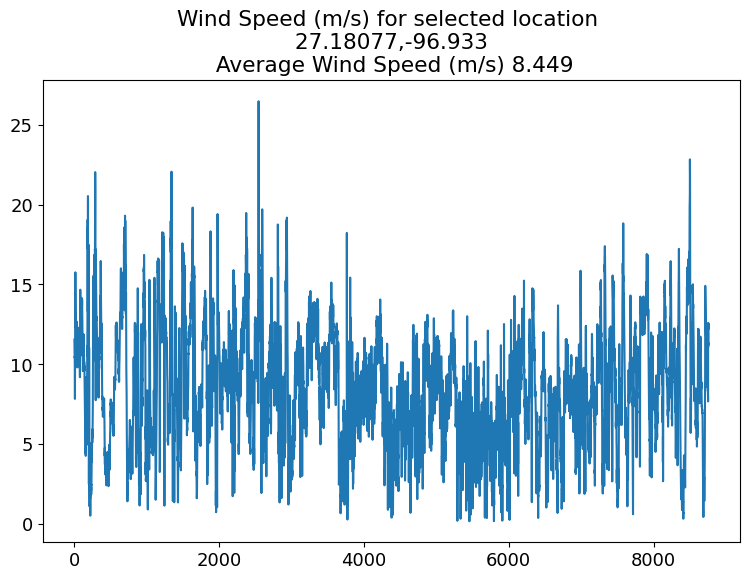 Wind Speed (m/s) for selected location
27.18077,-96.933
Average Wind Speed (m/s) 8.449
25
20
15
10
5
0
0 2000 4000 6000 8000